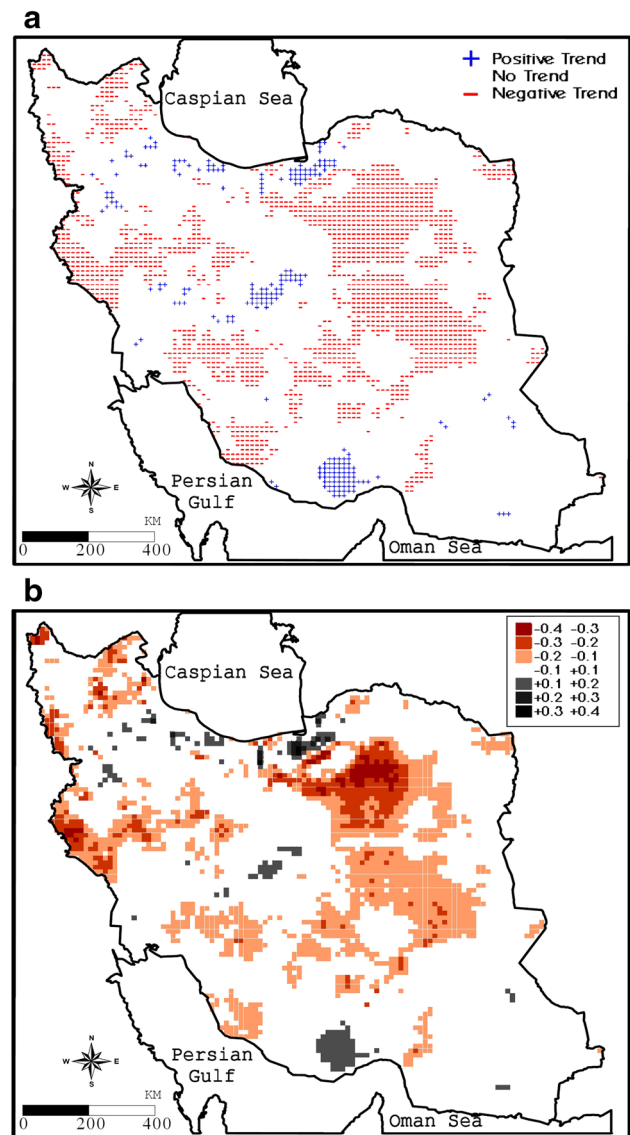 a
+ Positive Trend
No Trend
− Negative Trend
Caspian Sea
Persian
Gulf
Oman Sea
N
W E
S
KM
0 200 400
b
-0.4 -0.3
-0.3 -0.2
-0.2 -0.1
-0.1 +0.1
+0.1 +0.2
+0.2 +0.3
+0.3 +0.4
Caspian Sea
Persian
Gulf
Oman Sea
N
W E
S
KM
0 200 400